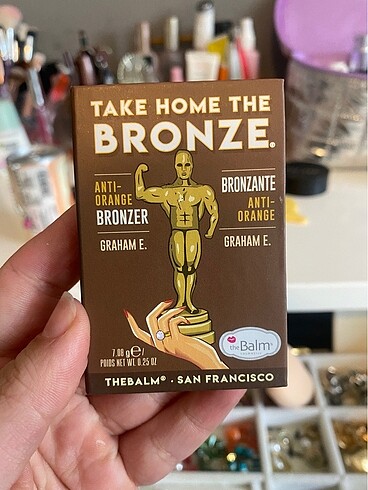 TAKE HOME THE
BRONZE®
ANTI-
ORANGE
BRONZER
GRAHAM E.
BRONZANTE
ANTI-
ORANGE
GRAHAM E.
7.08 g ℮ /
POIDS NET WT. 0.25 OZ
theBalm®
COSMETICS
THEBALM® · SAN FRANCISCO